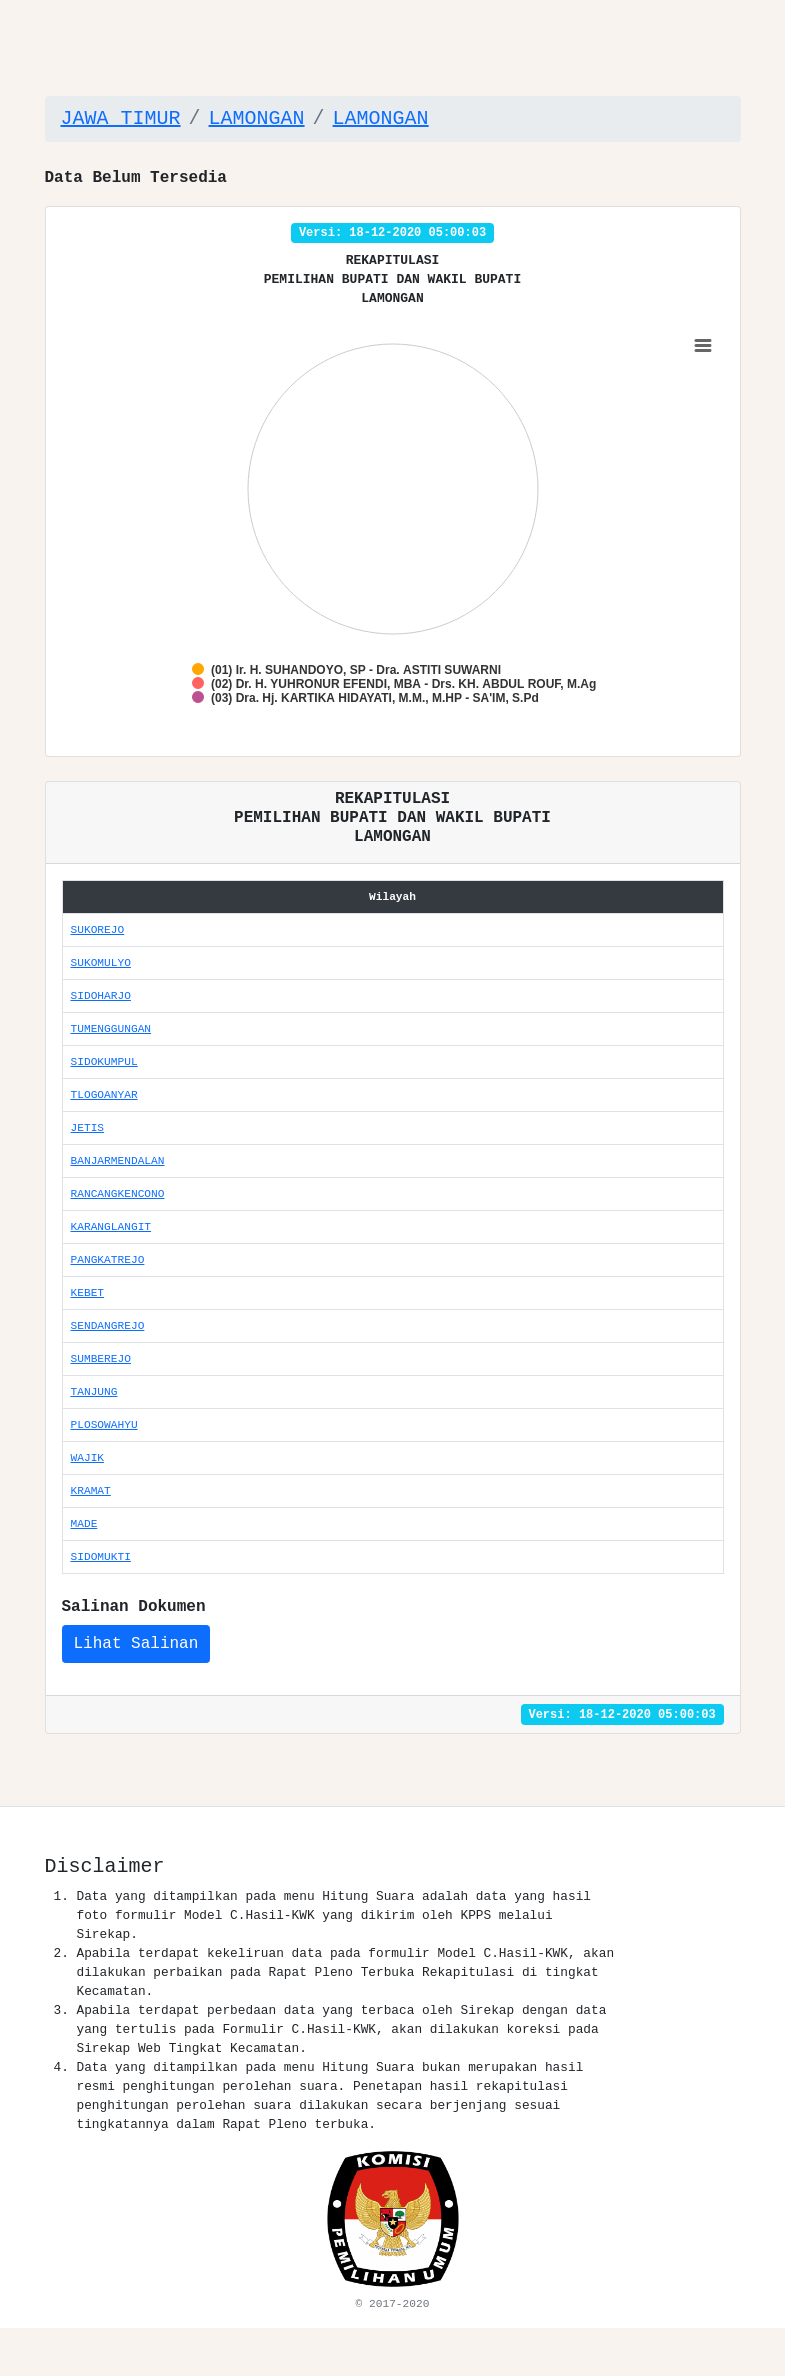 JAWA TIMUR / LAMONGAN / LAMONGAN
Data Belum Tersedia
Versi: 18-12-2020 05:00:03
REKAPITULASI
PEMILIHAN BUPATI DAN WAKIL BUPATI
LAMONGAN
(01) Ir. H. SUHANDOYO, SP - Dra. ASTITI SUWARNI
(02) Dr. H. YUHRONUR EFENDI, MBA - Drs. KH. ABDUL ROUF, M.Ag
(03) Dra. Hj. KARTIKA HIDAYATI, M.M., M.HP - SA'IM, S.Pd
REKAPITULASI
PEMILIHAN BUPATI DAN WAKIL BUPATI
LAMONGAN
Wilayah
SUKOREJO
SUKOMULYO
SIDOHARJO
TUMENGGUNGAN
SIDOKUMPUL
TLOGOANYAR
JETIS
BANJARMENDALAN
RANCANGKENCONO
KARANGLANGIT
PANGKATREJO
KEBET
SENDANGREJO
SUMBEREJO
TANJUNG
PLOSOWAHYU
WAJIK
KRAMAT
MADE
SIDOMUKTI
Salinan Dokumen
Lihat Salinan
Versi: 18-12-2020 05:00:03
Disclaimer
1. Data yang ditampilkan pada menu Hitung Suara adalah data yang hasil
foto formulir Model C.Hasil-KWK yang dikirim oleh KPPS melalui
Sirekap.
2. Apabila terdapat kekeliruan data pada formulir Model C.Hasil-KWK, akan
dilakukan perbaikan pada Rapat Pleno Terbuka Rekapitulasi di tingkat
Kecamatan.
3. Apabila terdapat perbedaan data yang terbaca oleh Sirekap dengan data
yang tertulis pada Formulir C.Hasil-KWK, akan dilakukan koreksi pada
Sirekap Web Tingkat Kecamatan.
4. Data yang ditampilkan pada menu Hitung Suara bukan merupakan hasil
resmi penghitungan perolehan suara. Penetapan hasil rekapitulasi
penghitungan perolehan suara dilakukan secara berjenjang sesuai
tingkatannya dalam Rapat Pleno terbuka.
KOMISI
PEMILIHAN UMUM
© 2017-2020